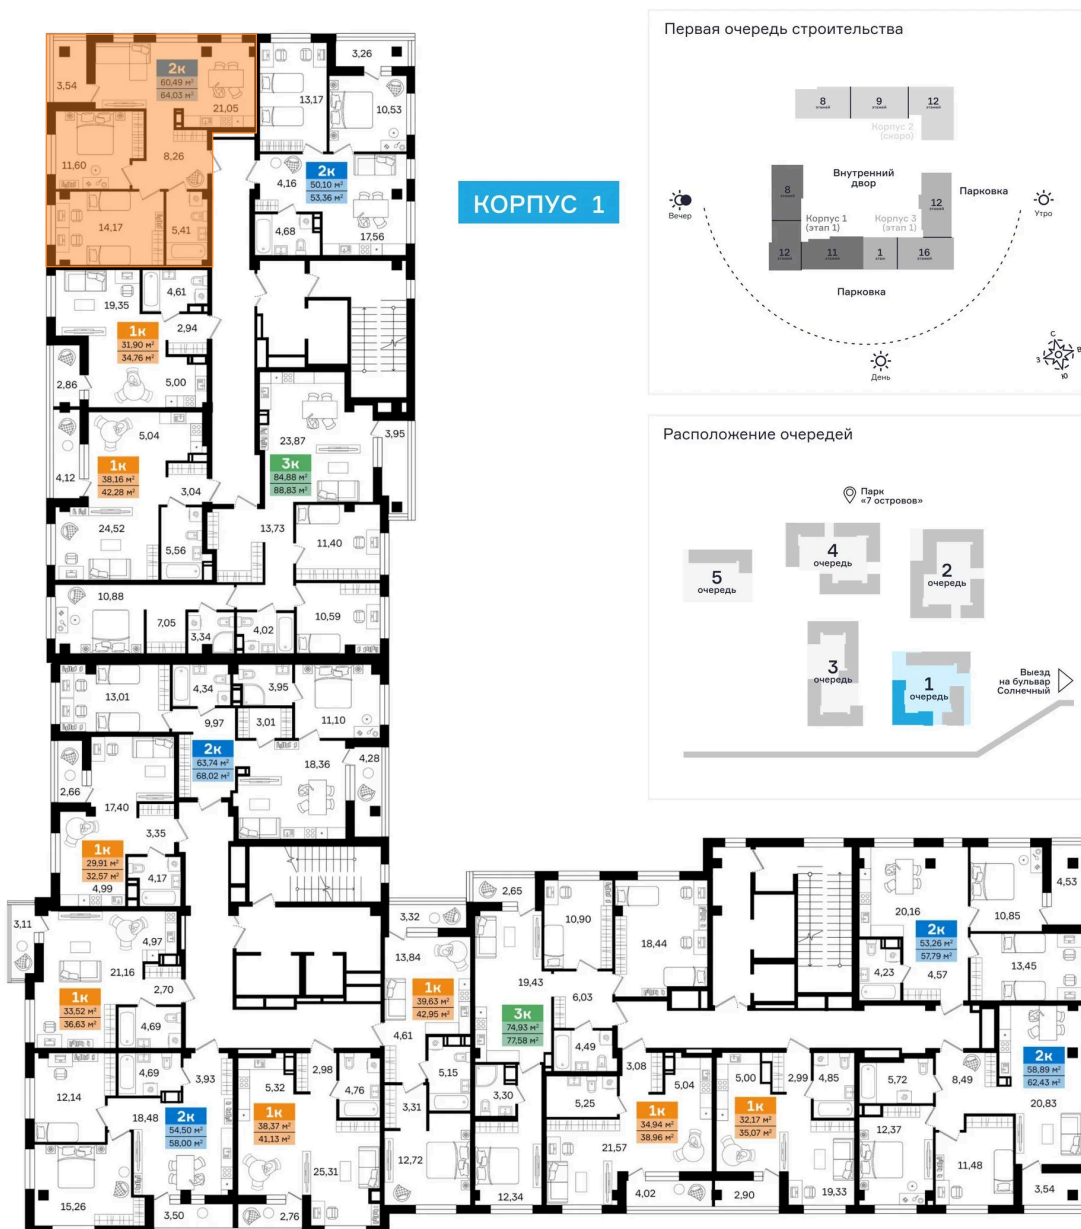 Первая очередь строительства
8
этажей
9
этажей
12
этажей
Корпус 2
(скоро)
Внутренний
двор
8
этажей
12
этажей
Парковка
Корпус 1
(этап 1)
Корпус 3
(этап 1)
12
этажей
11
этажей
1
этаж
16
этажей
Парковка
Вечер
Утро
День
С
В
Ю
З
КОРПУС 1
Расположение очередей
Парк
«7 островов»
5
очередь
4
очередь
2
очередь
3
очередь
1
очередь
Выезд
на бульвар
Солнечный
3,54
2к
60,49 м²
64,03 м²
21,05
11,60
8,26
14,17
5,41
13,17
3,26
10,53
4,16
2к
50,10 м²
53,36 м²
4,68
17,56
19,35
4,61
1к
31,90 м²
34,76 м²
2,94
2,86
5,00
5,04
4,12
1к
38,16 м²
42,28 м²
3,04
24,52
5,56
23,87
3,95
3к
84,88 м²
88,83 м²
13,73
11,40
10,88
7,05
3,34
4,02
10,59
13,01
4,34
3,95
11,10
9,97
3,01
2к
63,74 м²
68,02 м²
18,36
4,28
2,66
17,40
3,35
1к
29,91 м²
32,57 м²
4,99
4,17
3,11
4,97
21,16
2,70
1к
33,52 м²
36,63 м²
4,69
4,69
3,93
12,14
18,48
2к
54,50 м²
58,00 м²
15,26
3,50
5,32
2,98
4,76
1к
38,37 м²
41,13 м²
25,31
2,76
3,32
13,84
1к
39,63 м²
42,95 м²
4,61
5,15
3,31
12,72
2,65
10,90
18,44
19,43
6,03
3к
74,93 м²
77,58 м²
4,49
3,30
12,34
3,08
5,04
5,25
1к
34,94 м²
38,96 м²
21,57
4,02
5,00
2,99
4,85
1к
32,17 м²
35,07 м²
2,90
19,33
20,16
2к
53,26 м²
57,79 м²
10,85
4,53
4,23
4,57
13,45
5,72
8,49
2к
58,89 м²
62,43 м²
20,83
12,37
11,48
3,54